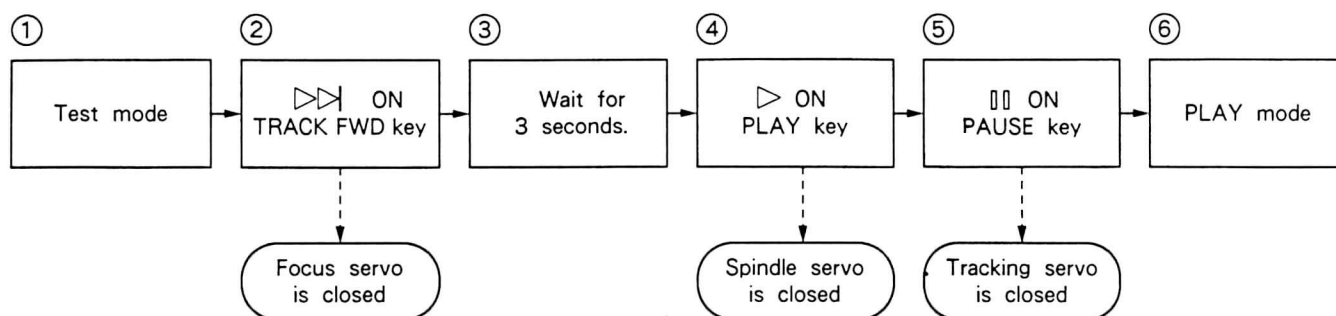 ① ② ③ ④ ⑤ ⑥
Test mode
ON
TRACK FWD key
Wait for
3 seconds.
ON
PLAY key
ON
PAUSE key
PLAY mode
Focus servo
is closed
Spindle servo
is closed
Tracking servo
is closed